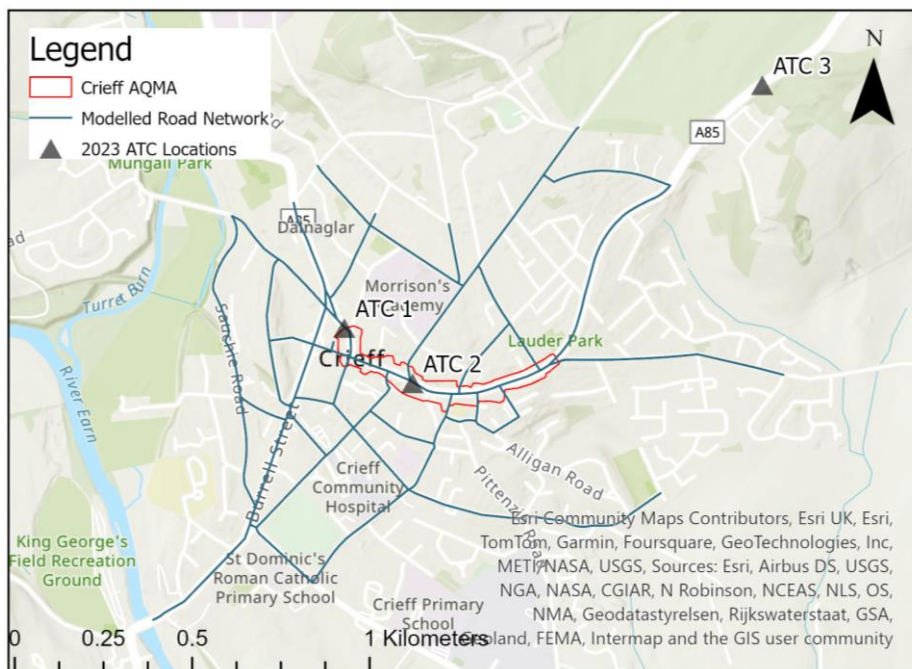 Legend
Crieff AQMA
Modelled Road Network
2023 ATC Locations
N
ATC 3
A85
Mungall Park
A85
Dalnaglar
Turret Burn
Morrison's
ATC 1
Lauder Park
Crieff
ATC 2
Sauchie Road
River Earn
Burrell Street
Alligan Road
Crieff
Community
Hospital
King George's
Field Recreation
Ground
St Dominic's
Roman Catholic
Primary School
Crieff Primary
School
Esri Community Maps Contributors, Esri UK, Esri,
TomTom, Garmin, Foursquare, GeoTechnologies, Inc,
METI/NASA, USGS, Sources: Esri, Airbus DS, USGS,
NGA, NASA, CGIAR, N Robinson, NCEAS, NLS, OS,
NMA, Geodatastyrelsen, Rijkswaterstaat, GSA,
Geoland, FEMA, Intermap and the GIS user community
0 0.25 0.5 1 Kilometers